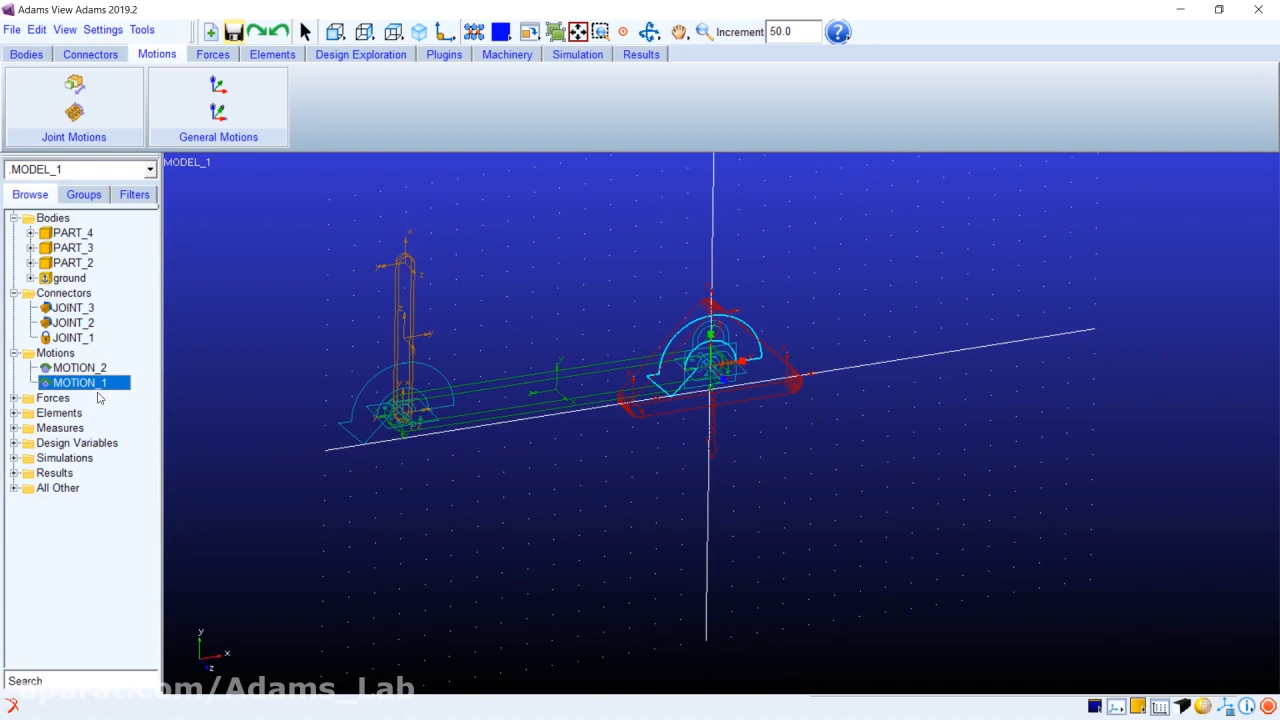 Adams View Adams 2019.2
File Edit View Settings Tools
Increment 50.0
Bodies Connectors Motions Forces Elements Design Exploration Plugins Machinery Simulation Results
Joint Motions General Motions
.MODEL_1
MODEL_1
Browse Groups Filters
Bodies
PART_4
PART_3
PART_2
ground
Connectors
JOINT_3
JOINT_2
JOINT_1
Motions
MOTION_2
MOTION_1
Forces
Elements
Measures
Design Variables
Simulations
Results
All Other
y
x
z
Search
aparat.com/Adams_Lab